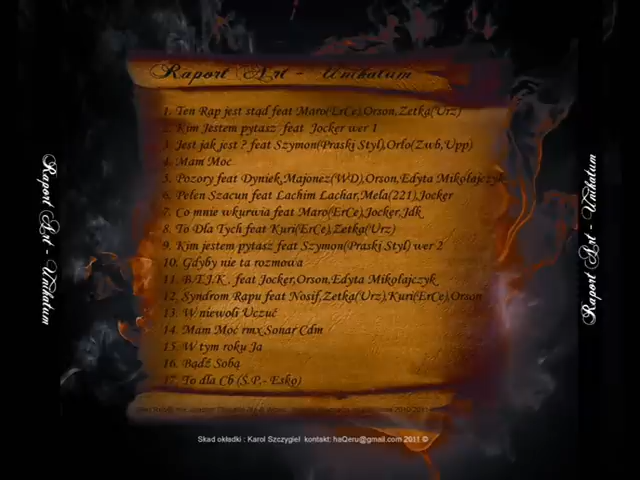 Raport Art - Unikatum
1. Ten Rap jest stąd feat Maro(ErCe),Orson,Zetka(Urz)
2. Kim Jestem pytasz feat Jocker wer 1
3. Jest jak jest ? feat Szymon(Praski Styl),Orlo(Zwb,Upp)
4. Mam Moc
5. Pozory feat Dyniek,Majonez(WD),Orson,Edyta Mikołajczyk
6. Pełen Szacun feat Lachim Lachar,Mela(221),Jocker
7. Co mnie wkurwia feat Maro(ErCe),Jocker,Jdk
8. To Dla Tych feat Kuri(ErCe),Zetka(Urz)
9. Kim jestem pytasz feat Szymon(Praski Styl) wer 2
10. Gdyby nie ta rozmowa
11. B.T.J.K . feat Jocker,Orson,Edyta Mikołajczyk
12. Syndrom Rapu feat Nosif,Zetka(Urz),Kuri(ErCe),Orson
13. W niewoli Uczuć
14. Mam Moc rmx Sonar Cdm
15. W tym roku Ja
16. Bądź Sobą
17. To dla Cb (Ś.P.- Esko)
Skad okładki : Karol Szczygieł kontakt: haQeru@gmail.com 2011 ©
Raport Art - Unikatum
Raport Art - Unikatum